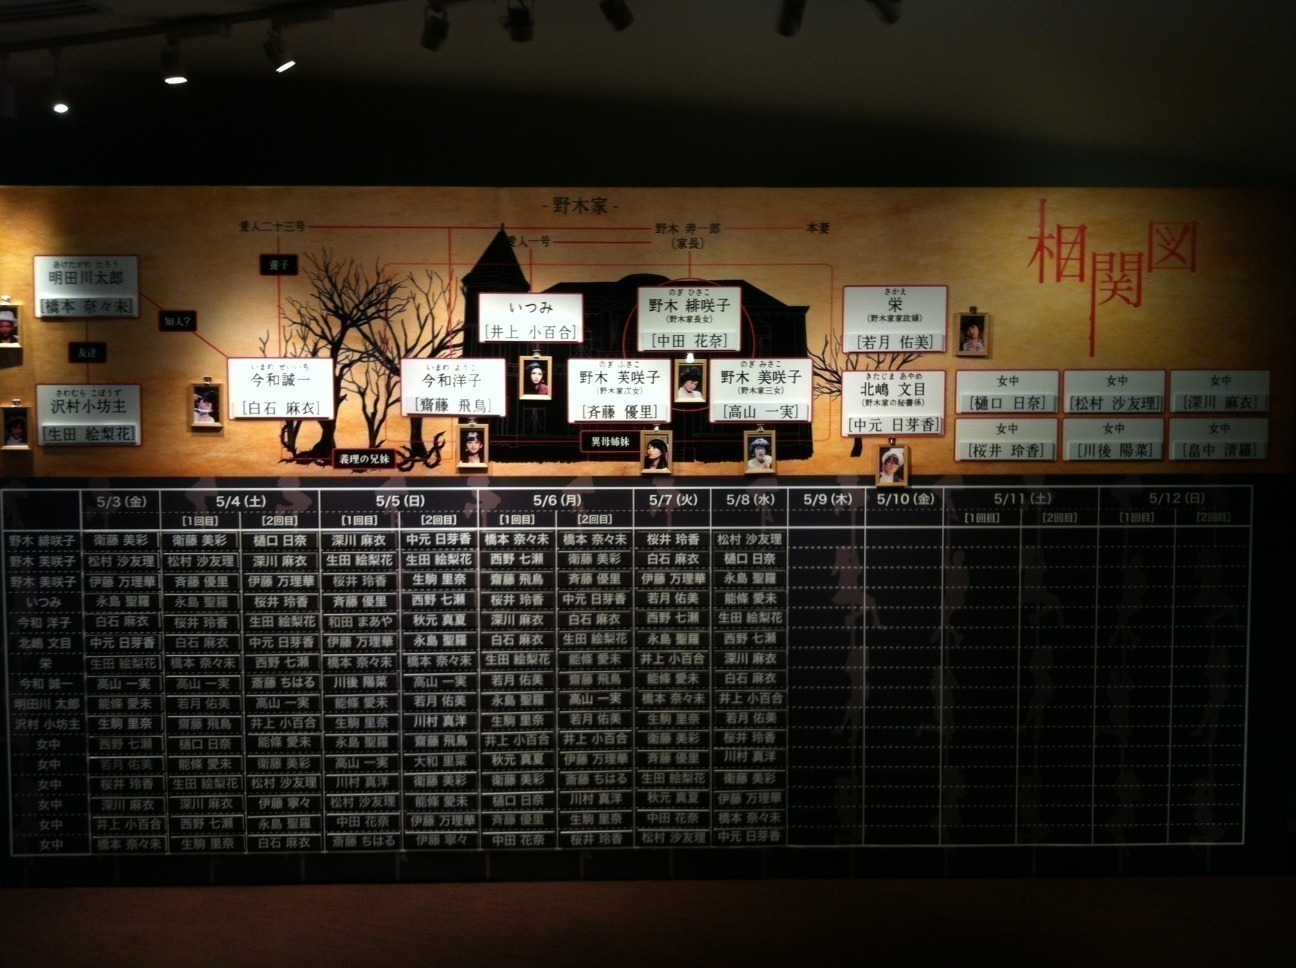 - 野木家 -
愛人二十三号
愛人一号
野木 寿一郎
(家長)
本妻
相関図
養子
あけたがわ たろう
明田川太郎
[橋本 奈々未]
知人?
友達
さわむら こぼうず
沢村小坊主
[生田 絵梨花]
いまわ せいいち
今和誠一
[白石 麻衣]
いまわ ようこ
今和洋子
[齋藤 飛鳥]
義理の兄妹
いつみ
[井上 小百合]
のぎ ひさこ
野木 緋咲子
(野木家長女)
[中田 花奈]
のぎ ふさこ
野木 芙咲子
(野木家次女)
[斉藤 優里]
異母姉妹
のぎ みさこ
野木 美咲子
(野木家三女)
[高山 一実]
さかえ
栄
(野木家家政婦)
[若月 佑美]
きたじま あやめ
北嶋 文目
(野木家の秘書係)
[中元 日芽香]
女中
[樋口 日奈]
女中
[松村 沙友理]
女中
[深川 麻衣]
女中
[桜井 玲香]
女中
[川後 陽菜]
女中
[畠中 清羅]
5/3 (金) 5/4 (土) 5/5 (日) 5/6 (月) 5/7 (火) 5/8 (水) 5/9 (木) 5/10 (金) 5/11 (土) 5/12 (日)
[1回目] [2回目] [1回目] [2回目] [1回目] [2回目] [1回目] [2回目] [1回目] [2回目]
野木 緋咲子 衛藤 美彩 衛藤 美彩 樋口 日奈 深川 麻衣 中元 日芽香 橋本 奈々未 橋本 奈々未 桜井 玲香 松村 沙友理
野木 芙咲子 松村 沙友理 松村 沙友理 深川 麻衣 生田 絵梨花 生田 絵梨花 西野 七瀬 衛藤 美彩 白石 麻衣 樋口 日奈
野木 美咲子 伊藤 万理華 斉藤 優里 伊藤 万理華 桜井 玲香 生駒 里奈 齋藤 飛鳥 斉藤 優里 伊藤 万理華 永島 聖羅
いつみ 永島 聖羅 永島 聖羅 桜井 玲香 斉藤 優里 西野 七瀬 桜井 玲香 中元 日芽香 若月 佑美 能條 愛未
今和 洋子 白石 麻衣 桜井 玲香 生田 絵梨花 和田 まあや 秋元 真夏 深川 麻衣 白石 麻衣 西野 七瀬 生田 絵梨花
北嶋 文目 中元 日芽香 白石 麻衣 中元 日芽香 伊藤 万理華 永島 聖羅 白石 麻衣 生田 絵梨花 永島 聖羅 西野 七瀬
栄 生田 絵梨花 橋本 奈々未 西野 七瀬 橋本 奈々未 橋本 奈々未 生田 絵梨花 能條 愛未 井上 小百合 深川 麻衣
今和 誠一 高山 一実 高山 一実 斎藤 ちはる 川後 陽菜 高山 一実 若月 佑美 齋藤 飛鳥 能條 愛未 白石 麻衣
明田川 太郎 能條 愛未 若月 佑美 高山 一実 能條 愛未 若月 佑美 永島 聖羅 高山 一実 橋本 奈々未 井上 小百合
沢村 小坊主 生駒 里奈 齋藤 飛鳥 井上 小百合 生駒 里奈 川村 真洋 生駒 里奈 若月 佑美 生駒 里奈 若月 佑美
女中 西野 七瀬 樋口 日奈 能條 愛未 永島 聖羅 齋藤 飛鳥 井上 小百合 井上 小百合 衛藤 美彩 桜井 玲香
女中 若月 佑美 能條 愛未 衛藤 美彩 高山 一実 大和 里菜 秋元 真夏 伊藤 万理華 齋藤 飛鳥 川村 真洋
女中 桜井 玲香 生田 絵梨花 松村 沙友理 川村 真洋 衛藤 美彩 衛藤 美彩 斎藤 ちはる 生田 絵梨花 衛藤 美彩
女中 深川 麻衣 深川 麻衣 伊藤 寧々 松村 沙友理 能條 愛未 樋口 日奈 川村 真洋 秋元 真夏 伊藤 万理華
女中 井上 小百合 西野 七瀬 永島 聖羅 中田 花奈 伊藤 万理華 斉藤 優里 生駒 里奈 中田 花奈 橋本 奈々未
女中 橋本 奈々未 生駒 里奈 白石 麻衣 斎藤 ちはる 伊藤 寧々 中田 花奈 桜井 玲香 松村 沙友理 中元 日芽香